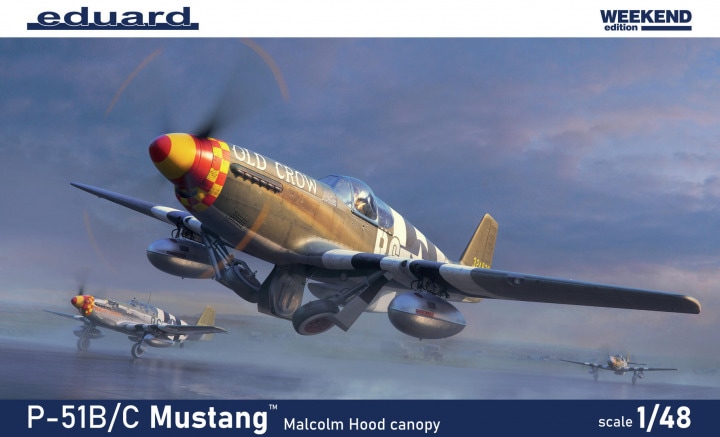 eduard
WEEKEND
edition
OLD CROW
P-51B/C Mustang™ Malcolm Hood canopy
scale 1/48